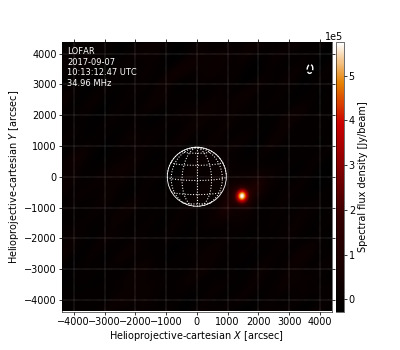 LOFAR
2017-09-07
10:13:12.47 UTC
34.96 MHz
1e5
4000
3000
2000
1000
0
−1000
−2000
−3000
−4000
5
4
3
2
1
0
−4000−3000−2000−1000 0 1000 2000 3000 4000
Helioprojective-cartesian X [arcsec]
Helioprojective-cartesian Y [arcsec]
Spectral flux density [Jy/beam]